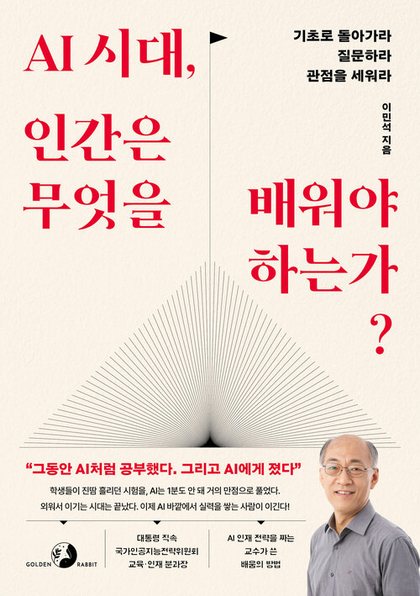 AI 시대,
인간은
무엇을
배워야
하는가
?
기초로 돌아가라
질문하라
관점을 세워라
이민석 지음
“그동안 AI처럼 공부했다. 그리고 AI에게 졌다”
학생들이 진땀 흘리던 시험을, AI는 1분도 안 돼 거의 만점으로 풀었다.
외워서 이기는 시대는 끝났다. 이제 AI 바깥에서 실력을 쌓는 사람이 이긴다!
GOLDEN RABBIT
대통령 직속
국가인공지능전략위원회
교육·인재 분과장
AI 인재 전략을 짜는
교수가 쓴
배움의 방법